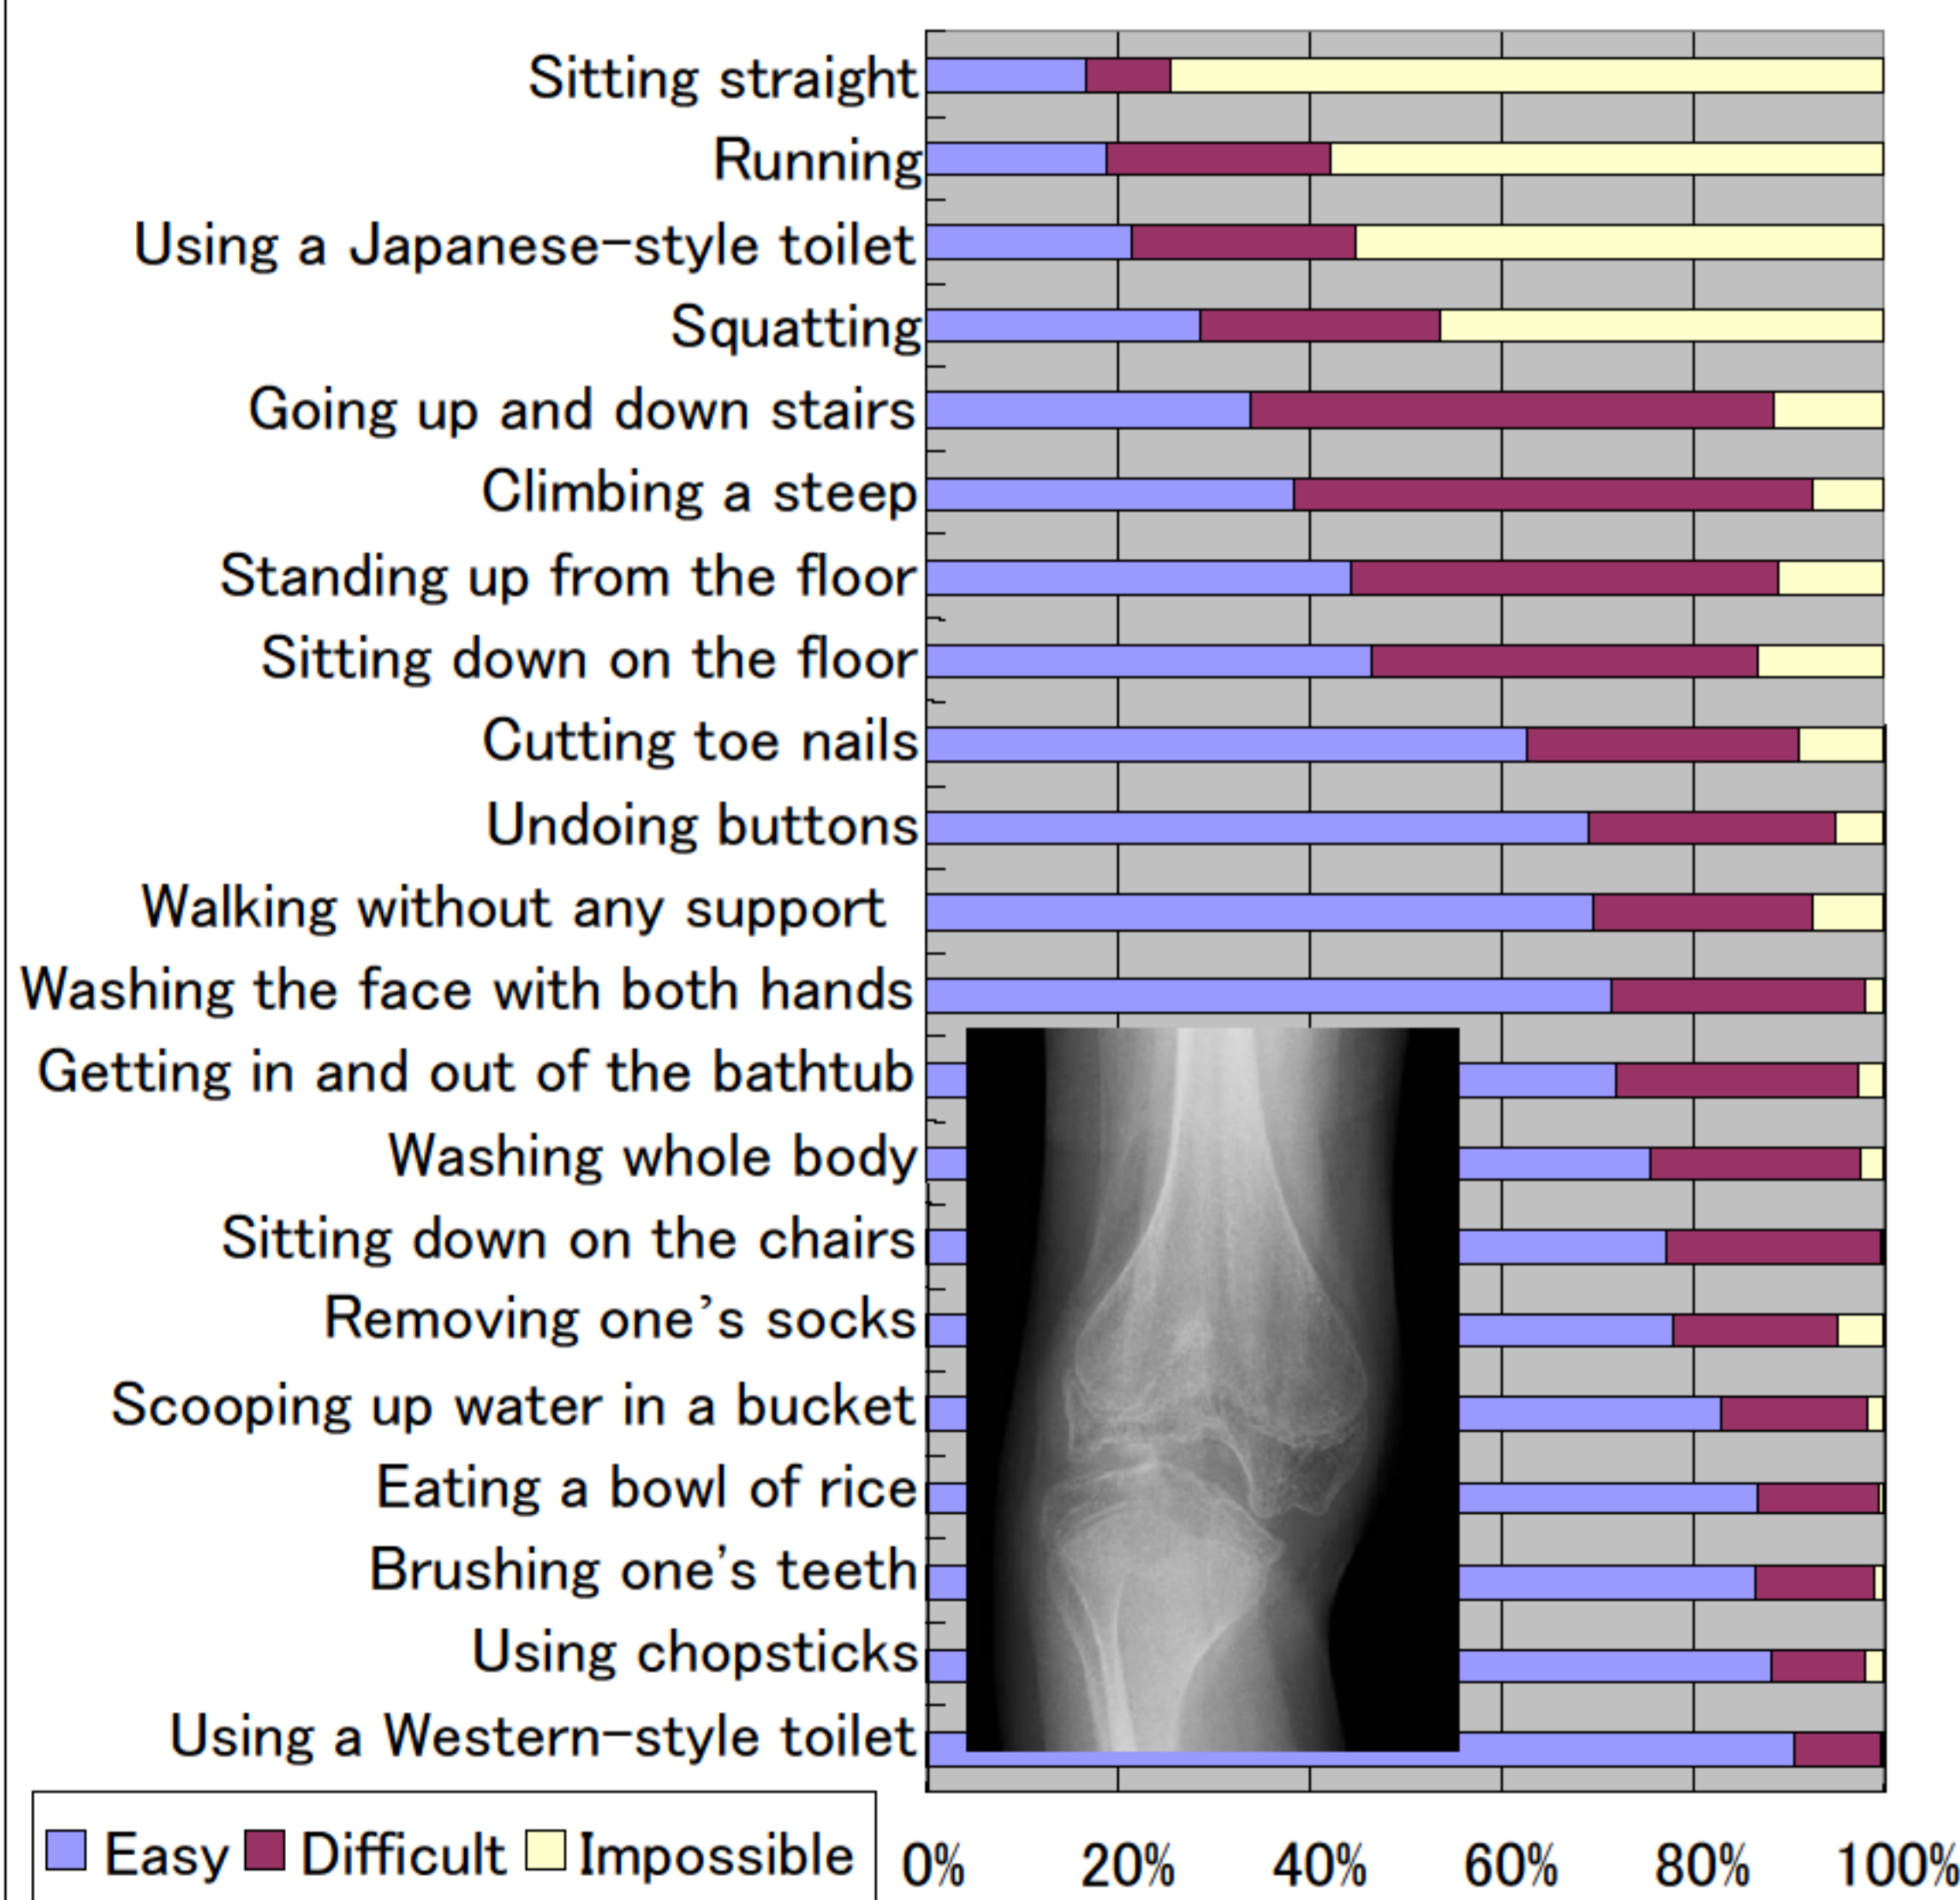 Sitting straight
Running
Using a Japanese-style toilet
Squatting
Going up and down stairs
Climbing a steep
Standing up from the floor
Sitting down on the floor
Cutting toe nails
Undoing buttons
Walking without any support
Washing the face with both hands
Getting in and out of the bathtub
Washing whole body
Sitting down on the chairs
Removing one's socks
Scooping up water in a bucket
Eating a bowl of rice
Brushing one's teeth
Using chopsticks
Using a Western-style toilet
Easy Difficult Impossible
0% 20% 40% 60% 80% 100%